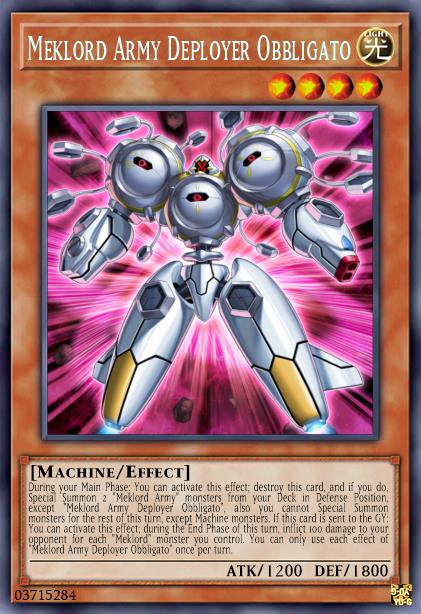 MEKLORD ARMY DEPLOYER OBBLIGATO
LIGHT
光
[MACHINE/EFFECT]
During your Main Phase: You can activate this effect; destroy this card, and if you do,
Special Summon 2 "Meklord Army" monsters from your Deck in Defense Position,
except "Meklord Army Deployer Obbligato", also you cannot Special Summon
monsters for the rest of this turn, except Machine monsters. If this card is sent to the GY:
You can activate this effect; during the End Phase of this turn, inflict 100 damage to your
opponent for each "Meklord" monster you control. You can only use each effect of
"Meklord Army Deployer Obbligato" once per turn.
ATK/1200 DEF/1800
03715284